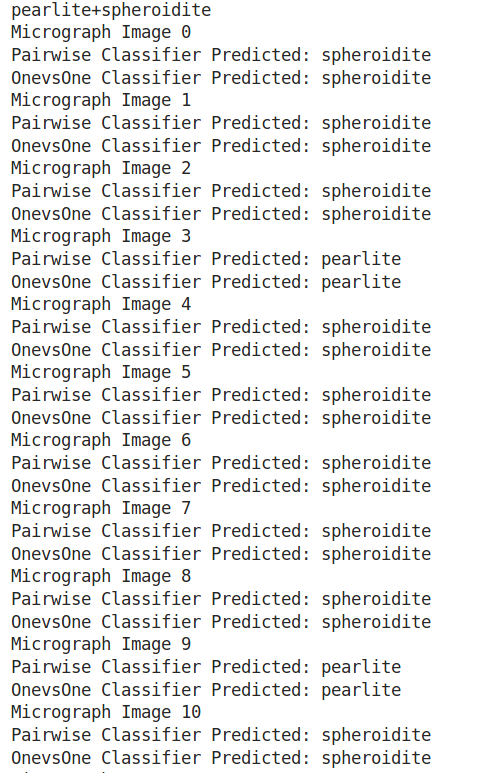 pearlite+spheroidite
Micrograph Image 0
Pairwise Classifier Predicted: spheroidite
OnevsOne Classifier Predicted: spheroidite
Micrograph Image 1
Pairwise Classifier Predicted: spheroidite
OnevsOne Classifier Predicted: spheroidite
Micrograph Image 2
Pairwise Classifier Predicted: spheroidite
OnevsOne Classifier Predicted: spheroidite
Micrograph Image 3
Pairwise Classifier Predicted: pearlite
OnevsOne Classifier Predicted: pearlite
Micrograph Image 4
Pairwise Classifier Predicted: spheroidite
OnevsOne Classifier Predicted: spheroidite
Micrograph Image 5
Pairwise Classifier Predicted: spheroidite
OnevsOne Classifier Predicted: spheroidite
Micrograph Image 6
Pairwise Classifier Predicted: spheroidite
OnevsOne Classifier Predicted: spheroidite
Micrograph Image 7
Pairwise Classifier Predicted: spheroidite
OnevsOne Classifier Predicted: spheroidite
Micrograph Image 8
Pairwise Classifier Predicted: spheroidite
OnevsOne Classifier Predicted: spheroidite
Micrograph Image 9
Pairwise Classifier Predicted: pearlite
OnevsOne Classifier Predicted: pearlite
Micrograph Image 10
Pairwise Classifier Predicted: spheroidite
OnevsOne Classifier Predicted: spheroidite